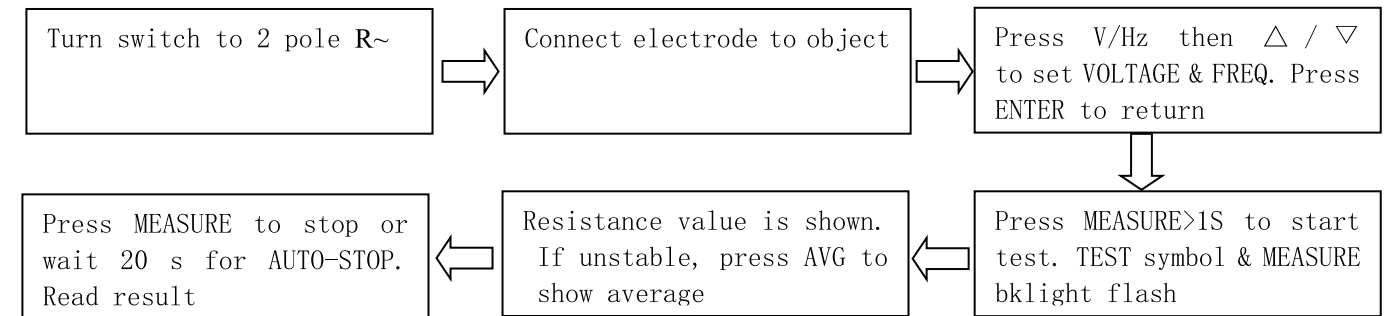 Turn switch to 2 pole R~
Connect electrode to object
Press V/Hz then △ / ▽
to set VOLTAGE & FREQ. Press
ENTER to return
Press MEASURE>1S to start
test. TEST symbol & MEASURE
bklight flash
Resistance value is shown.
If unstable, press AVG to
show average
Press MEASURE to stop or
wait 20 s for AUTO-STOP.
Read result